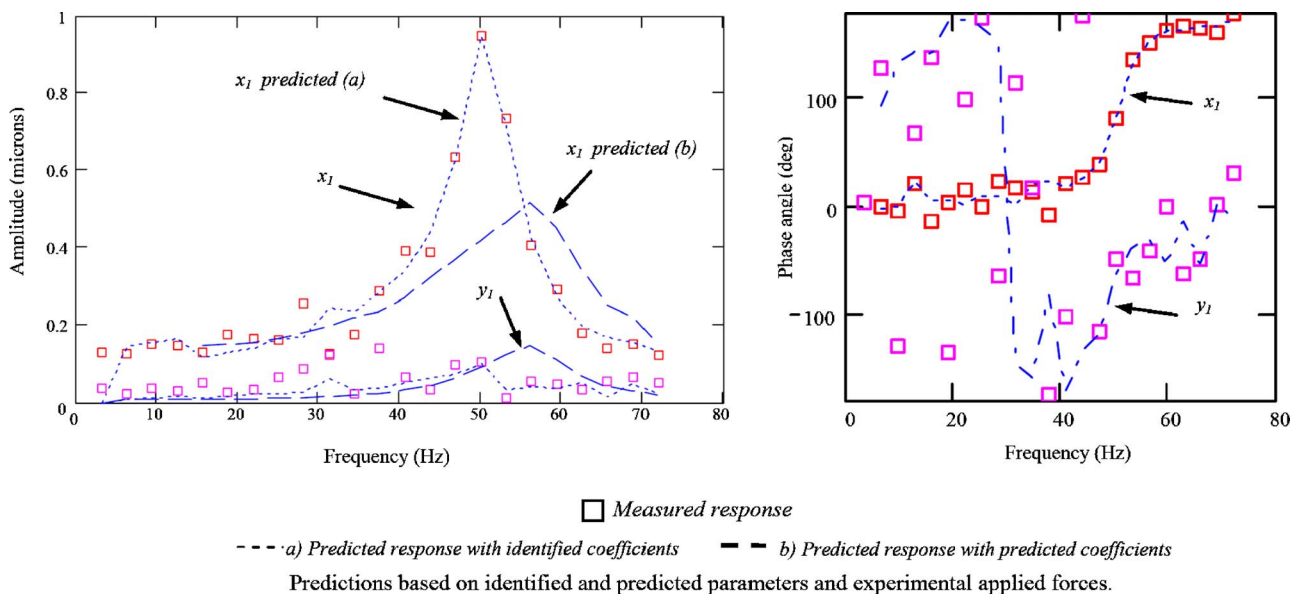 1
0.8
0.6
0.4
0.2
0
Amplitude (microns)
x1 predicted (a)
x1 predicted (b)
x1
y1
0 10 20 30 40 50 60 70 80
Frequency (Hz)
100
0
−100
Phase angle (deg)
x1
y1
0 20 40 60 80
Frequency (Hz)
Measured response
a) Predicted response with identified coefficients b) Predicted response with predicted coefficients
Predictions based on identified and predicted parameters and experimental applied forces.